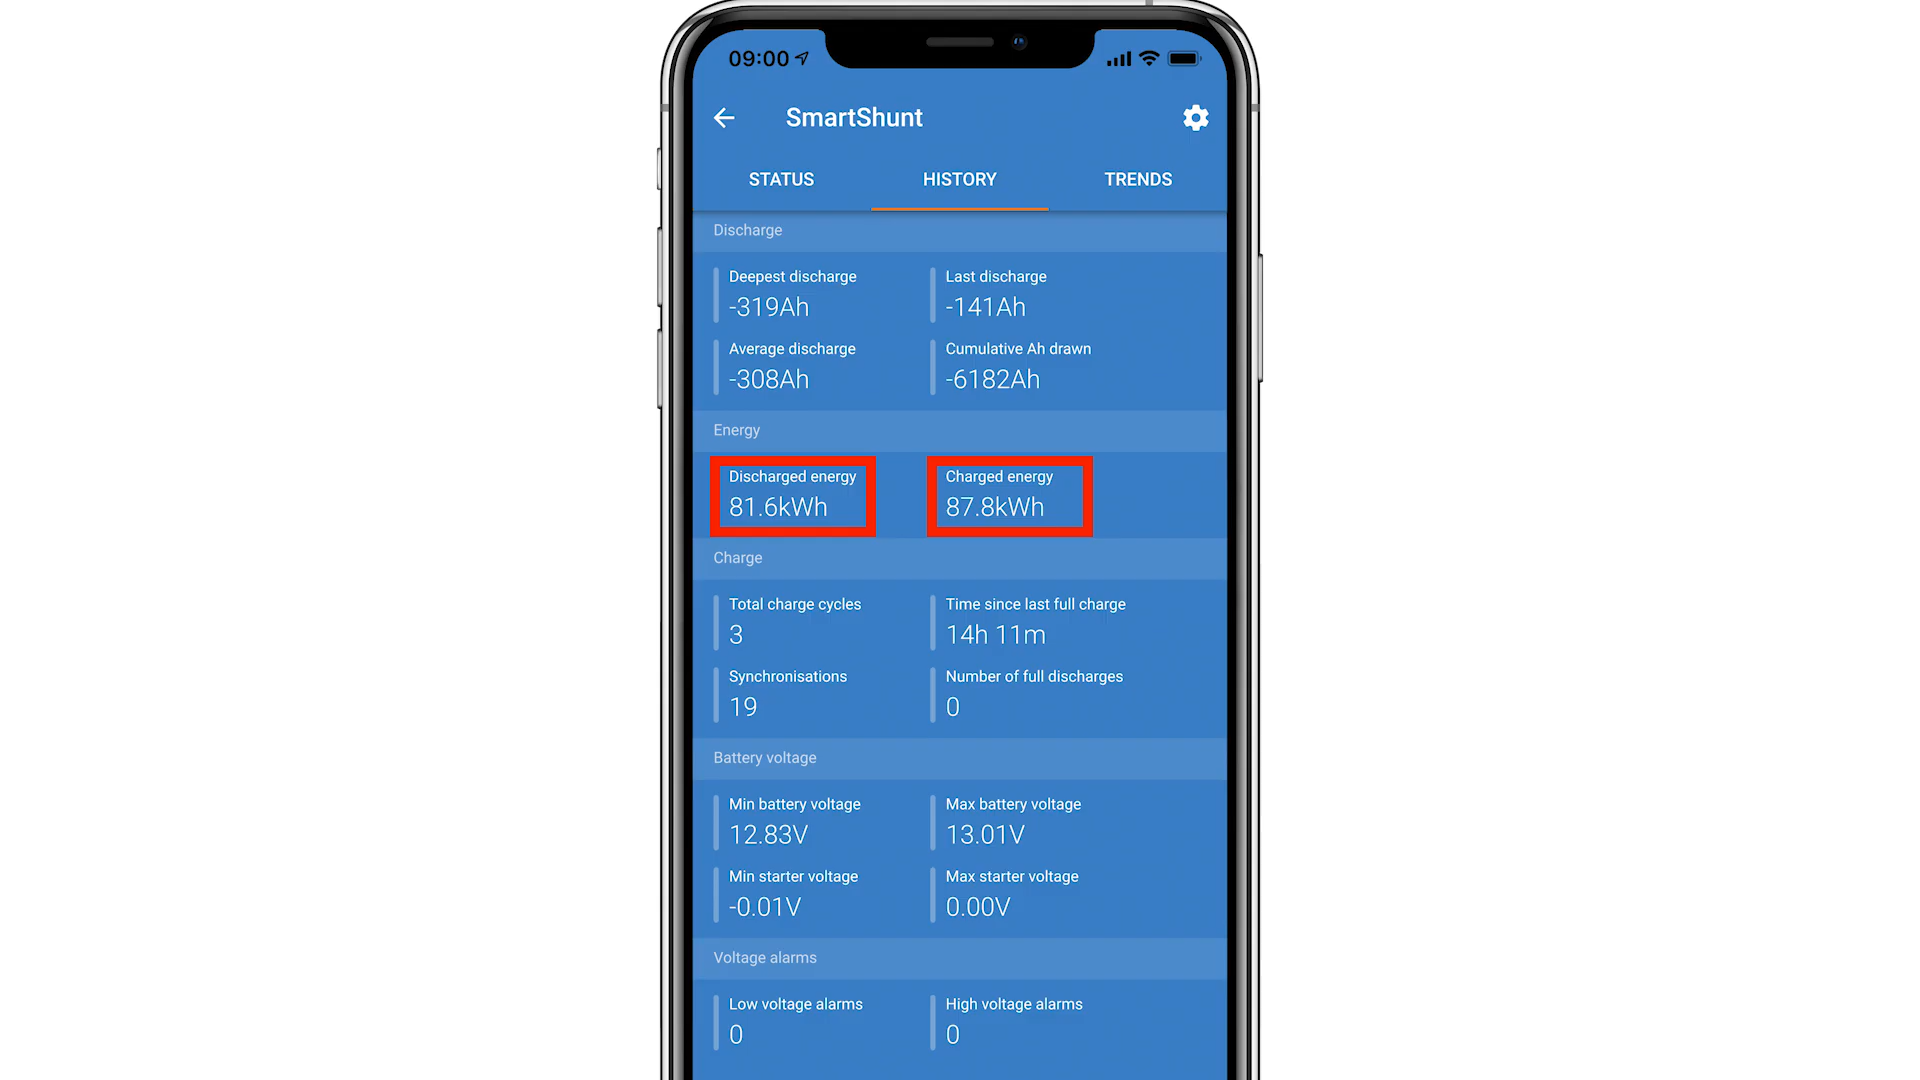 09:00
SmartShunt
STATUS HISTORY TRENDS
Discharge
Deepest discharge Last discharge
-319Ah -141Ah
Average discharge Cumulative Ah drawn
-308Ah -6182Ah
Energy
Discharged energy Charged energy
81.6kWh 87.8kWh
Charge
Total charge cycles Time since last full charge
3 14h 11m
Synchronisations Number of full discharges
19 0
Battery voltage
Min battery voltage Max battery voltage
12.83V 13.01V
Min starter voltage Max starter voltage
-0.01V 0.00V
Voltage alarms
Low voltage alarms High voltage alarms
0 0